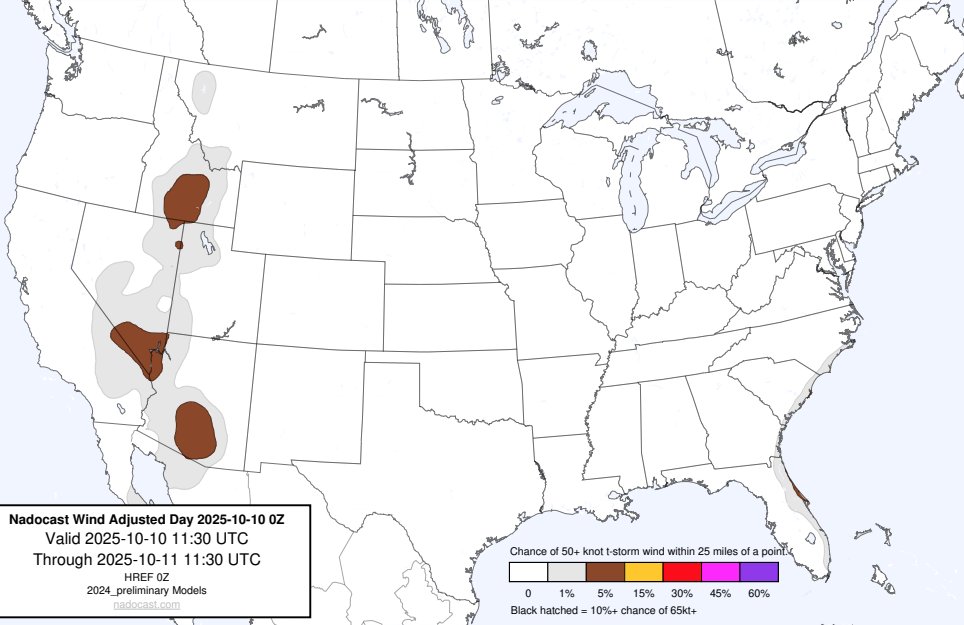 Nadocast Wind Adjusted Day 2025-10-10 0Z
Valid 2025-10-10 11:30 UTC
Through 2025-10-11 11:30 UTC
HREF 0Z
2024_preliminary Models
nadocast.com
Chance of 50+ knot t-storm wind within 25 miles of a point.
0 1% 5% 15% 30% 45% 60%
Black hatched = 10%+ chance of 65kt+